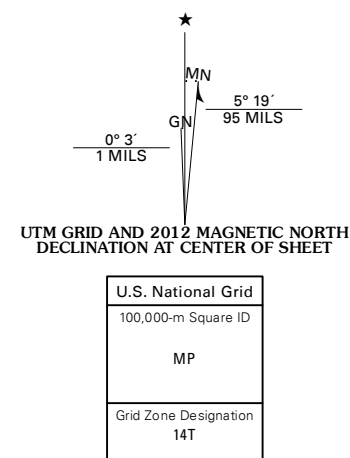 MN
GN
5° 19´
95 MILS
0° 3´
1 MILS
UTM GRID AND 2012 MAGNETIC NORTH
DECLINATION AT CENTER OF SHEET
U.S. National Grid
100,000-m Square ID
MP
Grid Zone Designation
14T